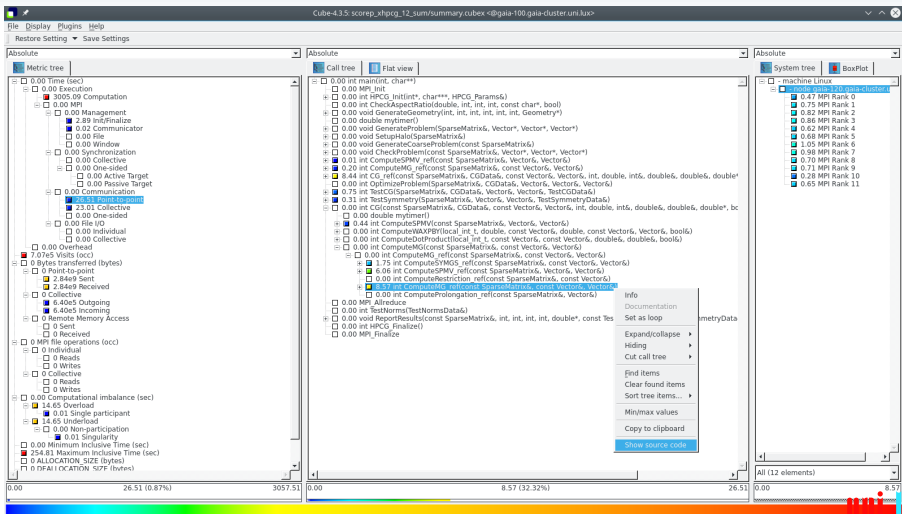 Cube-4.3.5: scorep_xhpcg_12_sum/summary.cubex <@gaia-100.gaia-cluster.uni.lux>
File Display Plugins Help
Restore Setting Save Settings
Absolute
Metric tree
0.00 Time (sec)
0.00 Execution
3005.09 Computation
0.00 MPI
0.00 Management
2.89 Init/Finalize
0.02 Communicator
0.00 File
0.00 Window
0.00 Synchronization
0.00 Collective
0.00 One-sided
0.00 Active Target
0.00 Passive Target
0.00 Communication
26.51 Point-to-point
23.01 Collective
0.00 One-sided
0.00 File I/O
0.00 Individual
0.00 Collective
0.00 Overhead
7.07e5 Visits (occ)
0 Bytes transferred (bytes)
0 Point-to-point
2.84e9 Sent
2.84e9 Received
0 Collective
6.40e5 Outgoing
6.40e5 Incoming
0 Remote Memory Access
0 Sent
0 Received
0 MPI file operations (occ)
0 Individual
0 Reads
0 Writes
0 Collective
0 Reads
0 Writes
0.00 Computational imbalance (sec)
14.65 Overload
0.01 Single participant
14.65 Underload
0.00 Non-participation
0.01 Singularity
0.00 Minimum Inclusive Time (sec)
254.81 Maximum Inclusive Time (sec)
0 ALLOCATION_SIZE (bytes)
0 DEALLOCATION_SIZE (bytes)
0.00 26.51 (0.87%) 3057.51
Absolute
Call tree Flat view
0.00 int main(int, char**)
0.00 MPI_Init
0.00 int HPCG_Init(int*, char***, HPCG_Params&)
0.00 int CheckAspectRatio(double, int, int, int, const char*, bool)
0.00 void GenerateGeometry(int, int, int, int, int, int, Geometry*)
0.00 double mytimer()
0.00 void GenerateProblem(SparseMatrix&, Vector*, Vector*, Vector*)
0.00 void SetupHalo(SparseMatrix&)
0.00 void GenerateCoarseProblem(const SparseMatrix&)
0.00 void CheckProblem(const SparseMatrix&, Vector*, Vector*, Vector*)
0.01 int ComputeSPMV_ref(const SparseMatrix&, Vector&, Vector&)
0.20 int ComputeMG_ref(const SparseMatrix&, const Vector&, Vector&)
8.44 int CG_ref(const SparseMatrix&, CGData&, const Vector&, Vector&, int, double, int&, double&, double*
0.00 int OptimizeProblem(SparseMatrix&, CGData&, Vector&, Vector&, Vector&)
0.75 int TestCG(SparseMatrix&, CGData&, Vector&, Vector&, TestCGData&)
0.31 int TestSymmetry(SparseMatrix&, Vector&, Vector&, TestSymmetryData&)
0.00 int CG(const SparseMatrix&, CGData&, const Vector&, Vector&, int, double, int&, double&, double&, double*, bc
0.00 double mytimer()
0.44 int ComputeSPMV(const SparseMatrix&, Vector&, Vector&)
0.00 int ComputeWAXPBY(local_int_t, double, const Vector&, double, const Vector&, Vector&, bool&)
0.00 int ComputeDotProduct(local_int_t, const Vector&, const Vector&, double&, double&, bool&)
0.00 int ComputeMG(const SparseMatrix&, const Vector&, Vector&)
0.00 int ComputeMG_ref(const SparseMatrix&, const Vector&, Vector&)
1.75 int ComputeSYMGS_ref(const SparseMatrix&, const Vector&, Vector&)
6.06 int ComputeSPMV_ref(const SparseMatrix&, Vector&, Vector&)
0.00 int ComputeRestriction_ref(const SparseMatrix&, const Vector&)
8.57 int ComputeMG_ref(const SparseMatrix&, const Vector&, Vector&)
0.00 int ComputeProlongation_ref(const SparseMatrix&, Vector&)
0.00 MPI_Allreduce
0.00 int TestNorms(TestNormsData&)
0.00 void ReportResults(const SparseMatrix&, int, int, int, double*, const Tes mmetryData
0.00 int HPCG_Finalize()
0.00 MPI_Finalize
Info
Documentation
Set as loop
Expand/collapse
Hiding
Cut call tree
Find items
Clear found items
Sort tree items...
Min/max values
Copy to clipboard
Show source code
0.00 8.57 (32.32%) 26.51
Absolute
System tree BoxPlot
- machine Linux
- node gaia-120.gaia-cluster.u
0.47 MPI Rank 0
0.75 MPI Rank 1
0.82 MPI Rank 2
0.86 MPI Rank 3
0.62 MPI Rank 4
0.68 MPI Rank 5
1.05 MPI Rank 6
0.98 MPI Rank 7
0.70 MPI Rank 8
0.71 MPI Rank 9
0.28 MPI Rank 10
0.65 MPI Rank 11
All (12 elements)
0.00 8.57